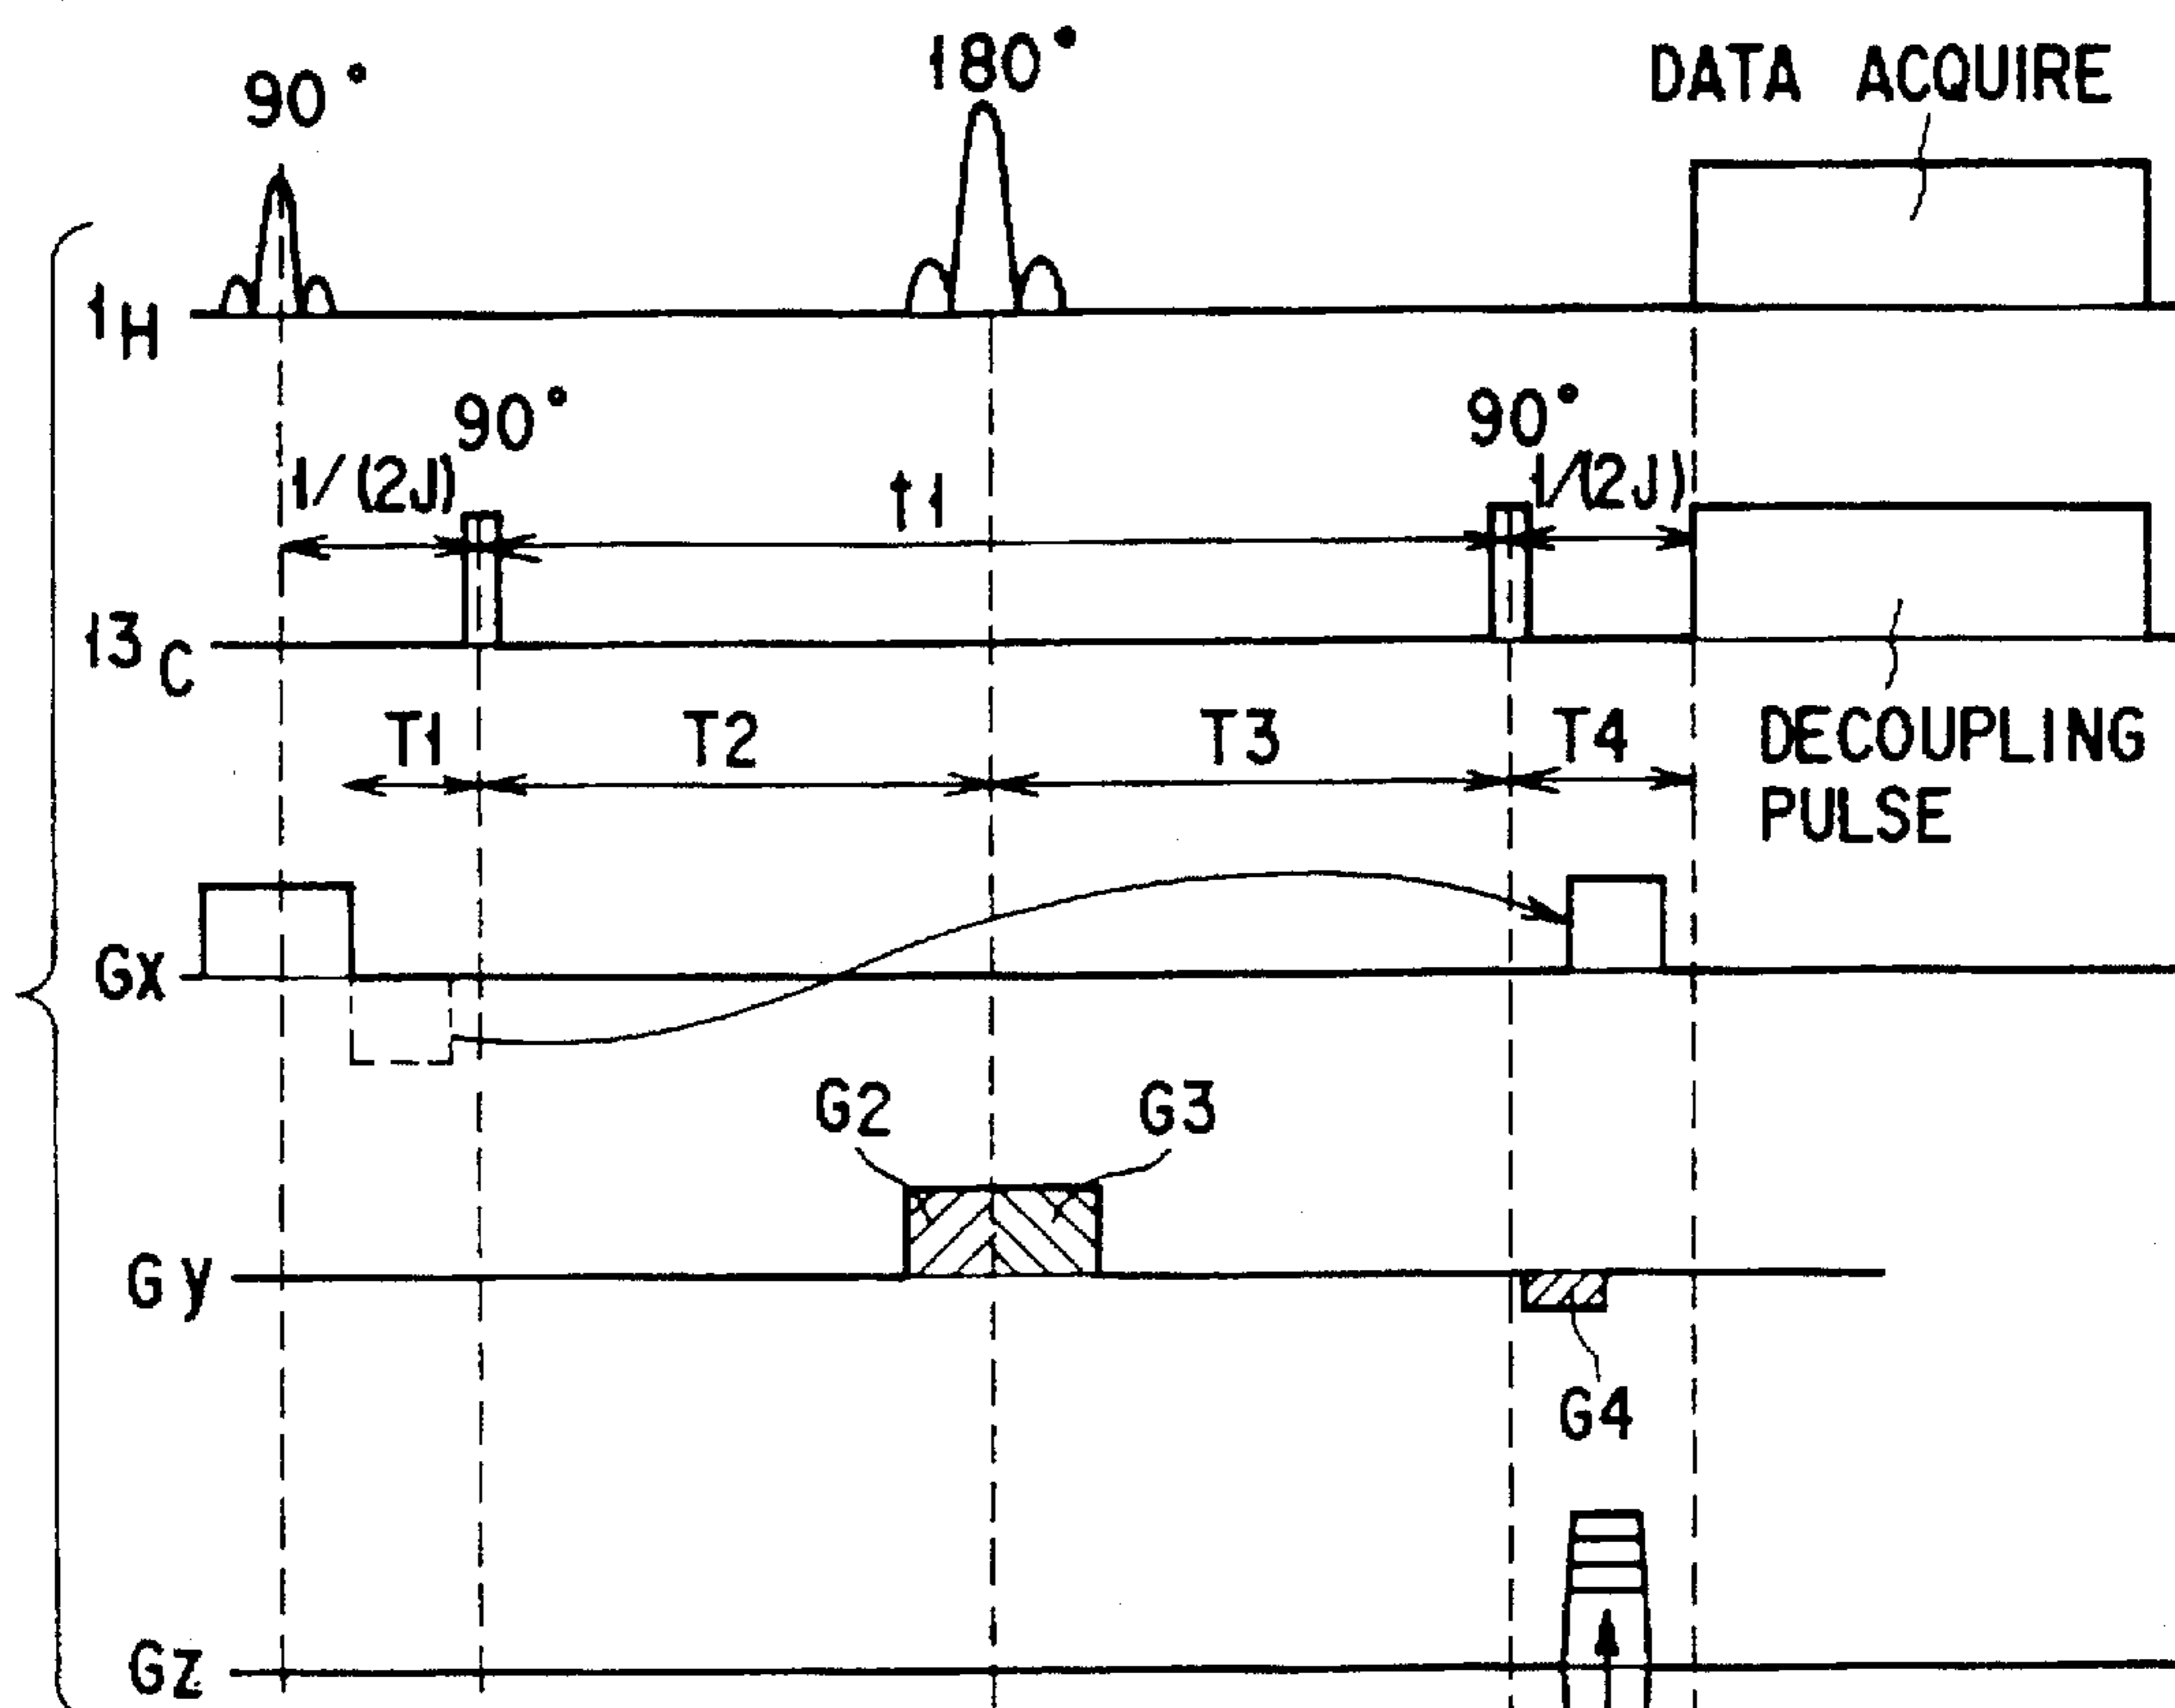 90°
180°
DATA ACQUIRE
1H
90°
90°
1/(2J)
t1
1/(2J)
13C
T1
T2
T3
T4
DECOUPLING
PULSE
Gx
G2
G3
Gy
G4
Gz